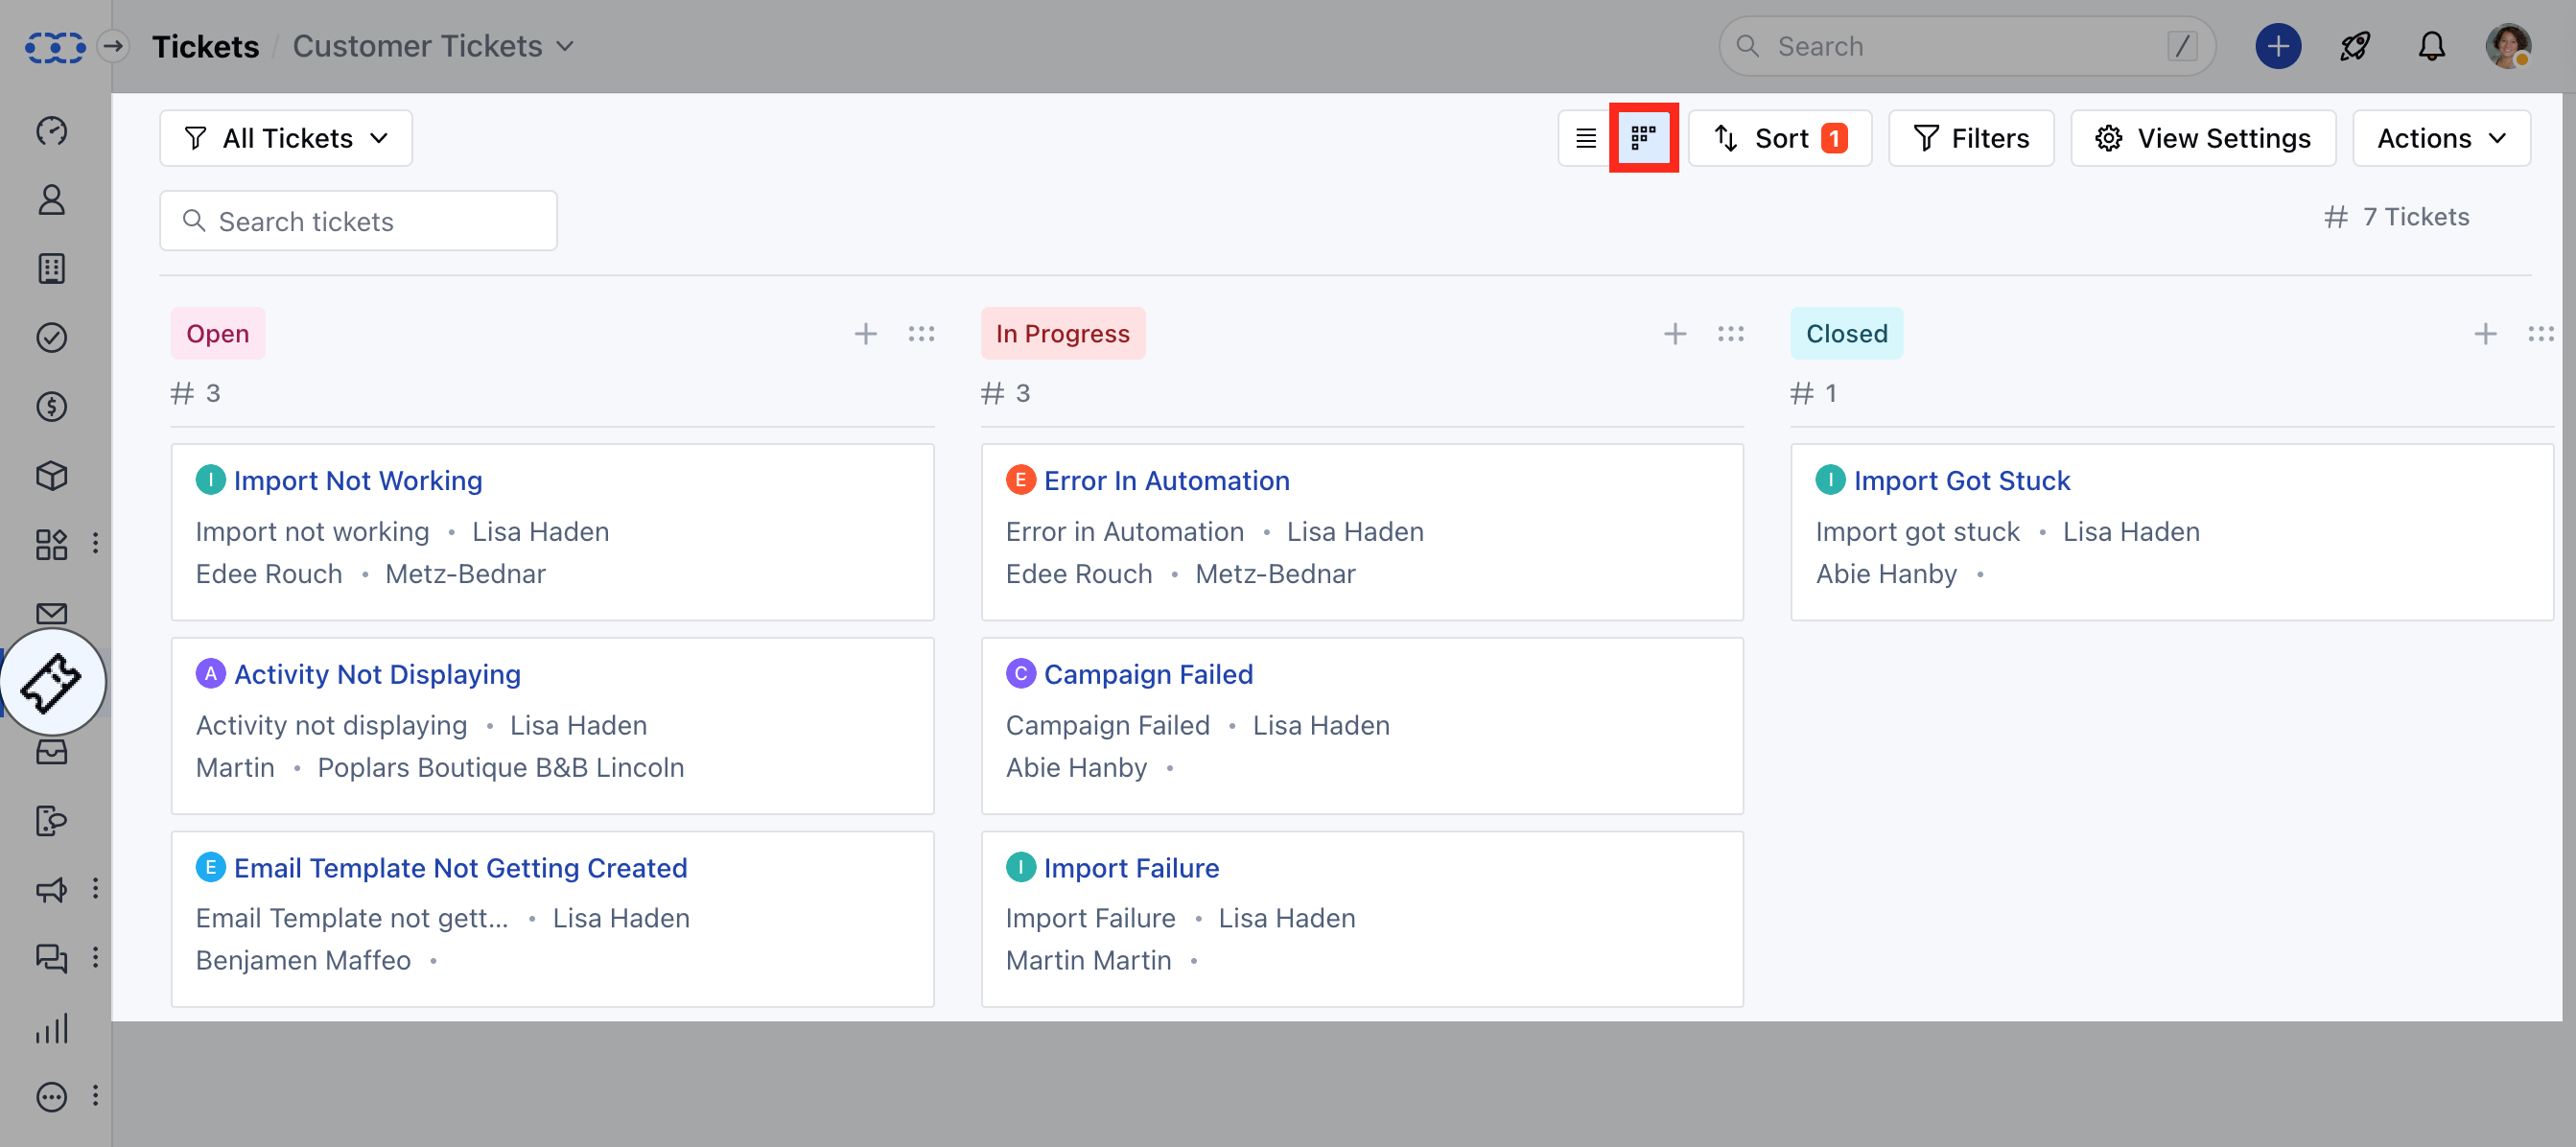 Tickets / Customer Tickets
Search /
All Tickets
Sort 1
Filters
View Settings
Actions
Search tickets
# 7 Tickets
Open
# 3
I Import Not Working
Import not working • Lisa Haden
Edee Rouch • Metz-Bednar
A Activity Not Displaying
Activity not displaying • Lisa Haden
Martin • Poplars Boutique B&B Lincoln
E Email Template Not Getting Created
Email Template not gett... • Lisa Haden
Benjamen Maffeo •
In Progress
# 3
E Error In Automation
Error in Automation • Lisa Haden
Edee Rouch • Metz-Bednar
C Campaign Failed
Campaign Failed • Lisa Haden
Abie Hanby •
I Import Failure
Import Failure • Lisa Haden
Martin Martin •
Closed
# 1
I Import Got Stuck
Import got stuck • Lisa Haden
Abie Hanby •